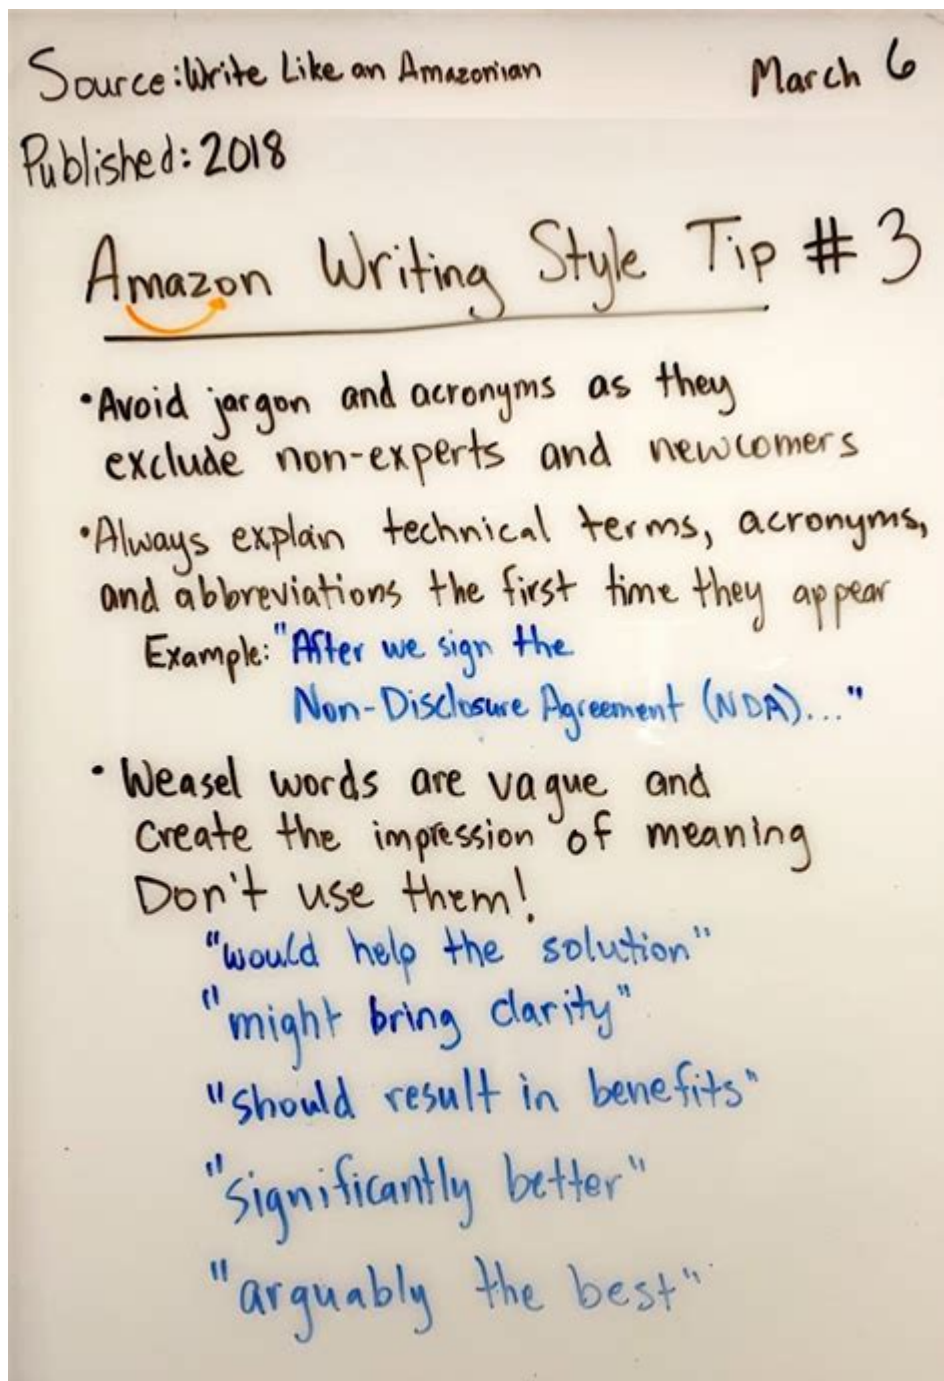 Source: Write Like an Amazonian
March 6
Published: 2018
Amazon Writing Style Tip # 3
• Avoid jargon and acronyms as they
exclude non-experts and newcomers
• Always explain technical terms, acronyms,
and abbreviations the first time they appear
Example: "After we sign the
Non-Disclosure Agreement (NDA)..."
• Weasel words are vague and
create the impression of meaning
Don't use them!
"would help the solution"
"might bring clarity"
"should result in benefits"
"significantly better"
"arguably the best"